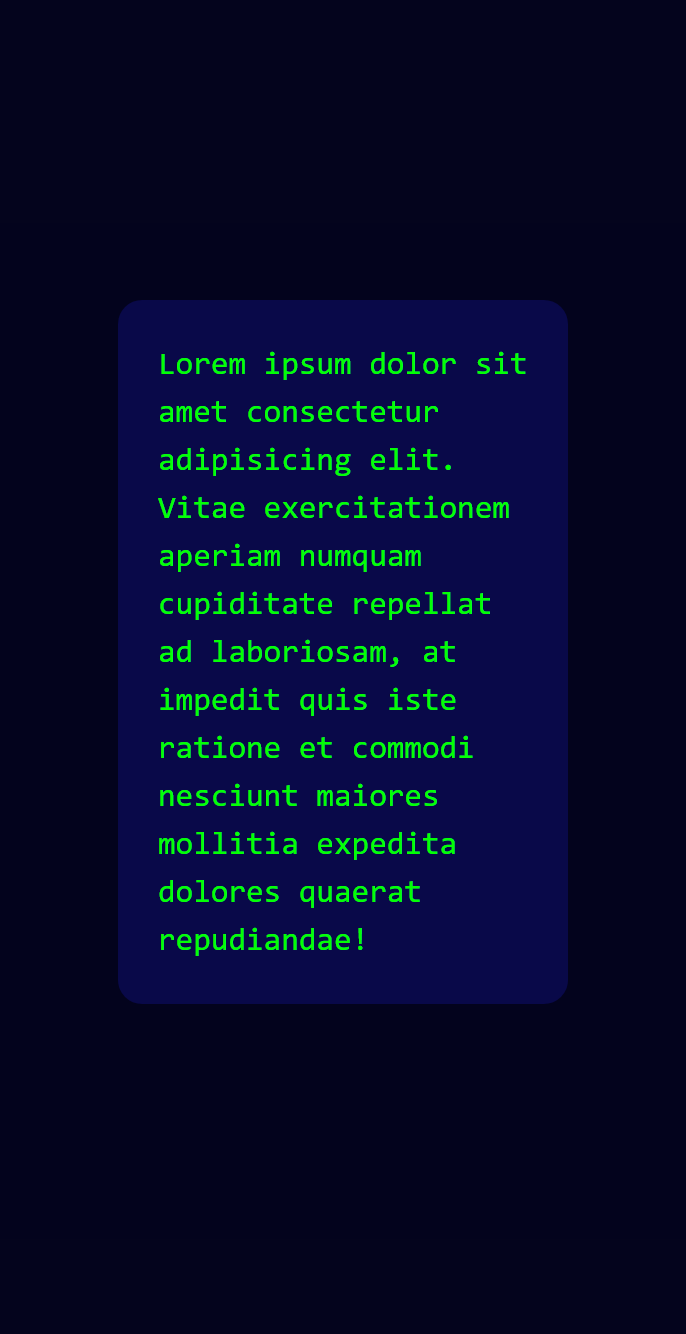 Lorem ipsum dolor sit
amet consectetur
adipisicing elit.
Vitae exercitationem
aperiam numquam
cupiditate repellat
ad laboriosam, at
impedit quis iste
ratione et commodi
nesciunt maiores
mollitia expedita
dolores quaerat
repudiandae!